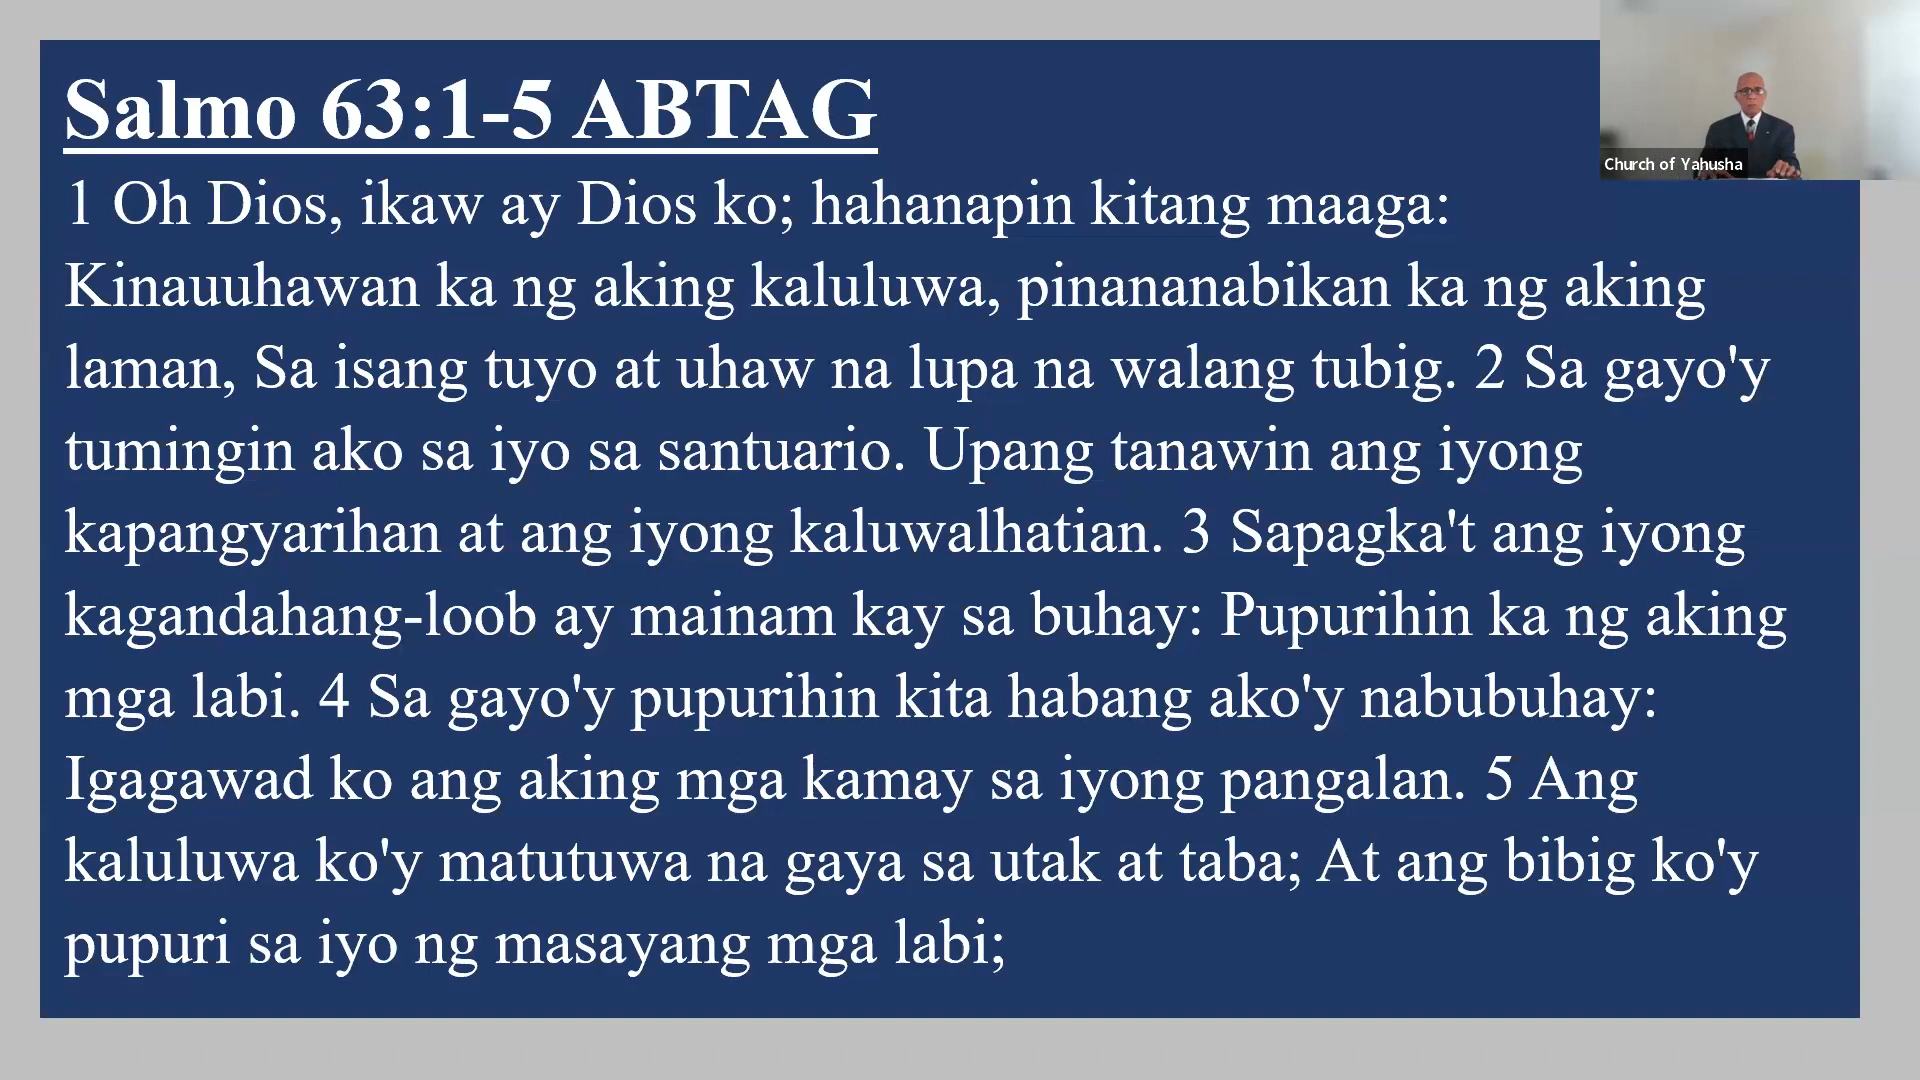 Salmo 63:1-5 ABTAG
1 Oh Dios, ikaw ay Dios ko; hahanapin kitang maaga:
Kinauuhawan ka ng aking kaluluwa, pinananabikan ka ng aking
laman, Sa isang tuyo at uhaw na lupa na walang tubig. 2 Sa gayo'y
tumingin ako sa iyo sa santuario. Upang tanawin ang iyong
kapangyarihan at ang iyong kaluwalhatian. 3 Sapagka't ang iyong
kagandahang-loob ay mainam kay sa buhay: Pupurihin ka ng aking
mga labi. 4 Sa gayo'y pupurihin kita habang ako'y nabubuhay:
Igagawad ko ang aking mga kamay sa iyong pangalan. 5 Ang
kaluluwa ko'y matutuwa na gaya sa utak at taba; At ang bibig ko'y
pupuri sa iyo ng masayang mga labi;
Church of Yahusha